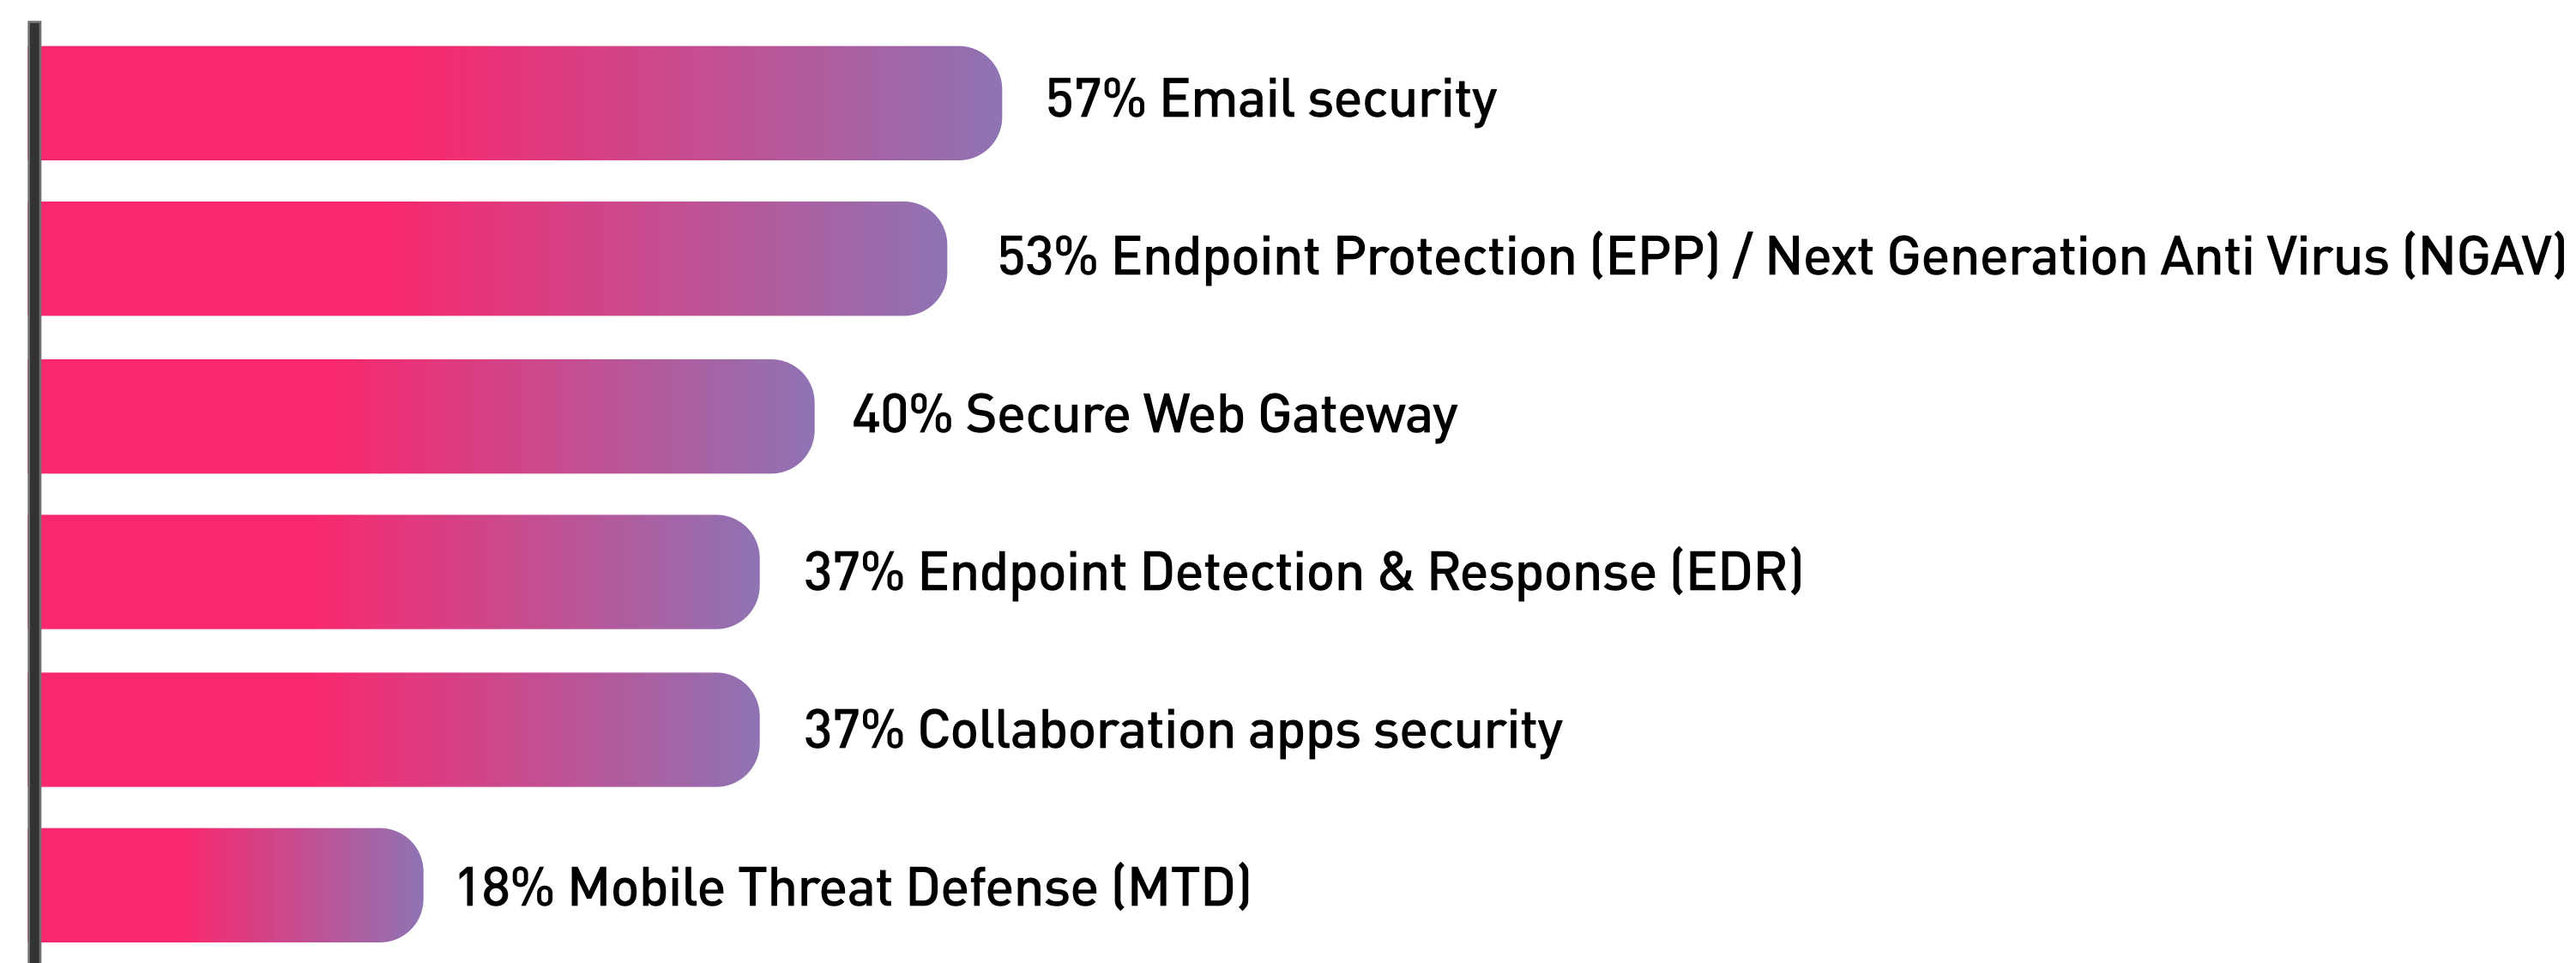 57% Email security
53% Endpoint Protection (EPP) / Next Generation Anti Virus (NGAV)
40% Secure Web Gateway
37% Endpoint Detection & Response (EDR)
37% Collaboration apps security
18% Mobile Threat Defense (MTD)